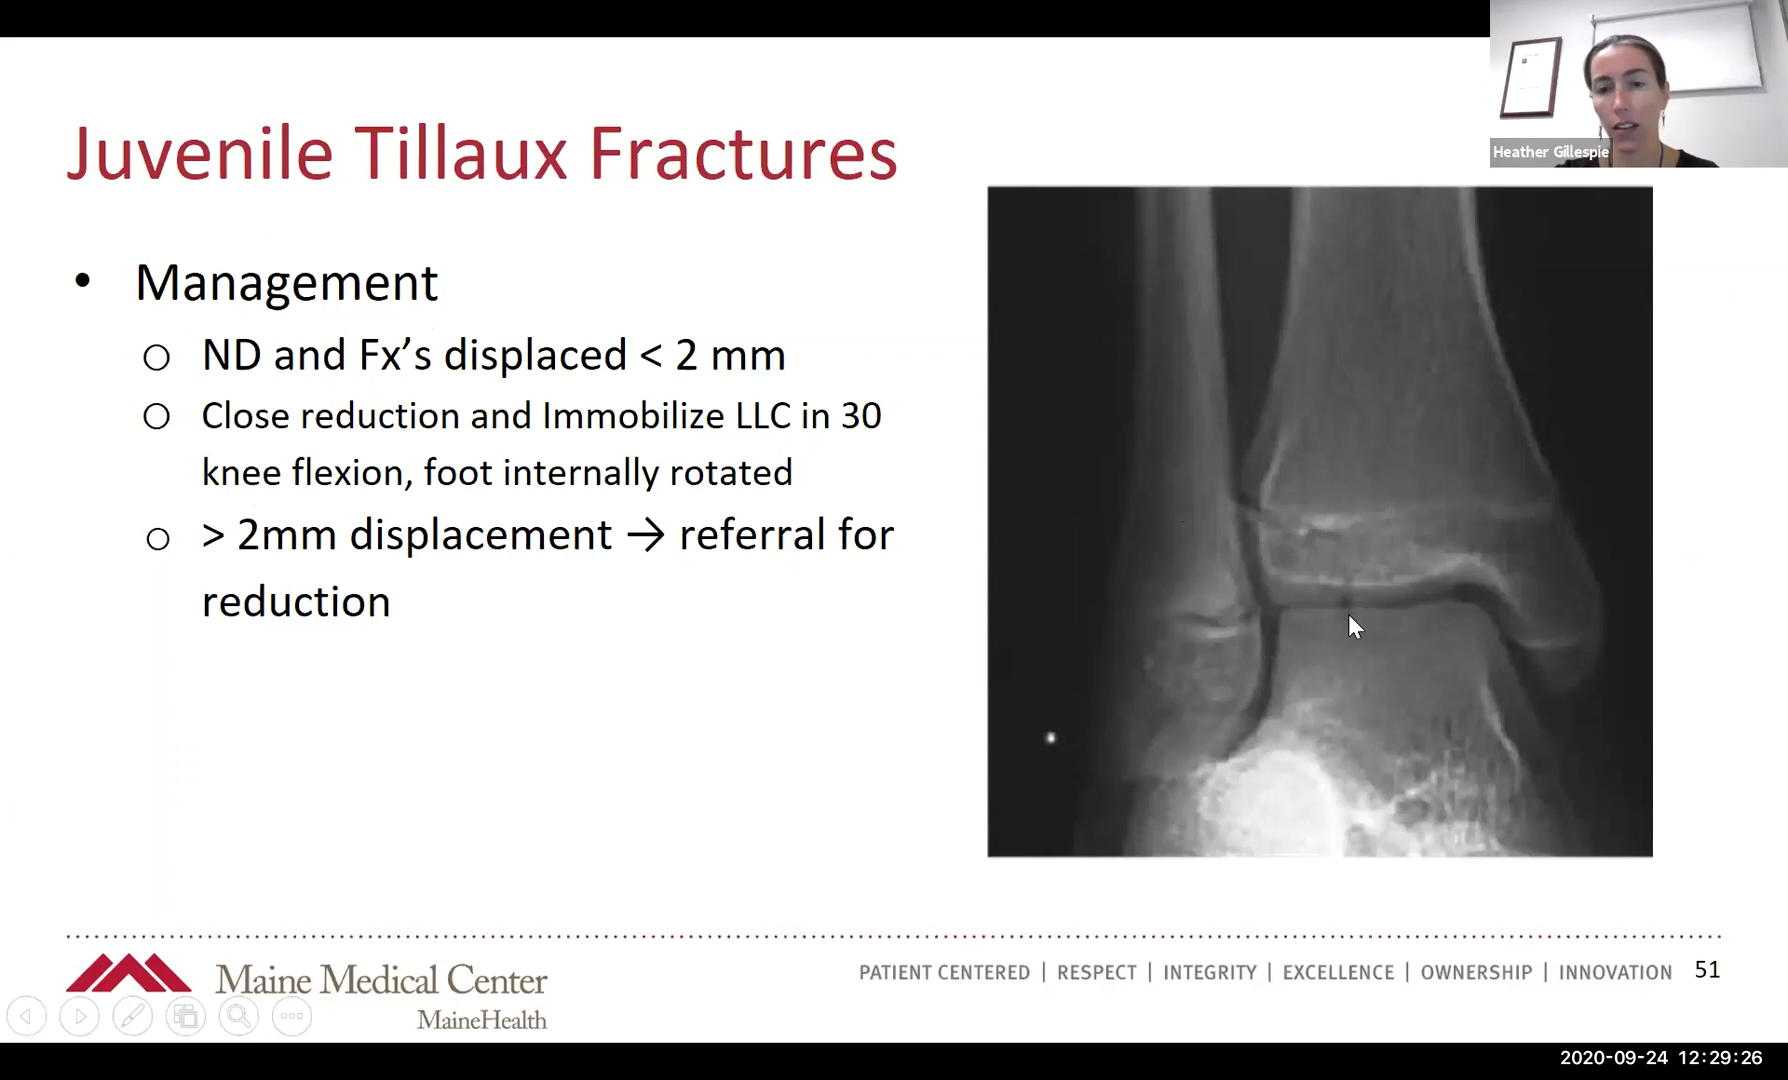 Heather Gillespie
Juvenile Tillaux Fractures
• Management
o ND and Fx’s displaced < 2 mm
o Close reduction and Immobilize LLC in 30
knee flexion, foot internally rotated
o > 2mm displacement → referral for
reduction
Maine Medical Center
MaineHealth
PATIENT CENTERED | RESPECT | INTEGRITY | EXCELLENCE | OWNERSHIP | INNOVATION 51
2020-09-24 12:29:26